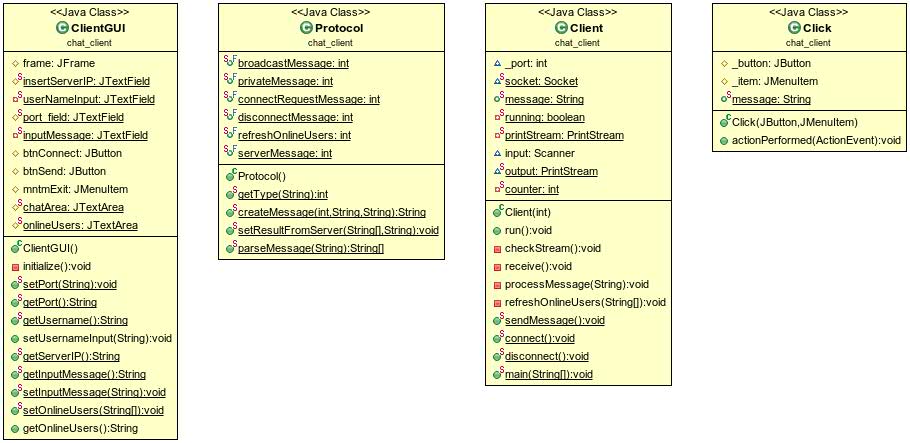 <<Java Class>>
ClientGUI
chat_client
frame: JFrame
insertServerIP: JTextField
userNameInput: JTextField
port_field: JTextField
inputMessage: JTextField
btnConnect: JButton
btnSend: JButton
mntmExit: JMenuItem
chatArea: JTextArea
onlineUsers: JTextArea
ClientGUI()
initialize():void
setPort(String):void
getPort():String
getUsername():String
setUsernameInput(String):void
getServerIP():String
getInputMessage():String
setInputMessage(String):void
setOnlineUsers(String[]):void
getOnlineUsers():String
<<Java Class>>
Protocol
chat_client
broadcastMessage: int
privateMessage: int
connectRequestMessage: int
disconnectMessage: int
refreshOnlineUsers: int
serverMessage: int
Protocol()
getType(String):int
createMessage(int,String,String):String
setResultFromServer(String[],String):void
parseMessage(String):String[]
<<Java Class>>
Client
chat_client
_port: int
socket: Socket
message: String
running: boolean
printStream: PrintStream
input: Scanner
output: PrintStream
counter: int
Client(int)
run():void
checkStream():void
receive():void
processMessage(String):void
refreshOnlineUsers(String[]):void
sendMessage():void
connect():void
disconnect():void
main(String[]):void
<<Java Class>>
Click
chat_client
_button: JButton
_item: JMenuItem
message: String
Click(JButton,JMenuItem)
actionPerformed(ActionEvent):void